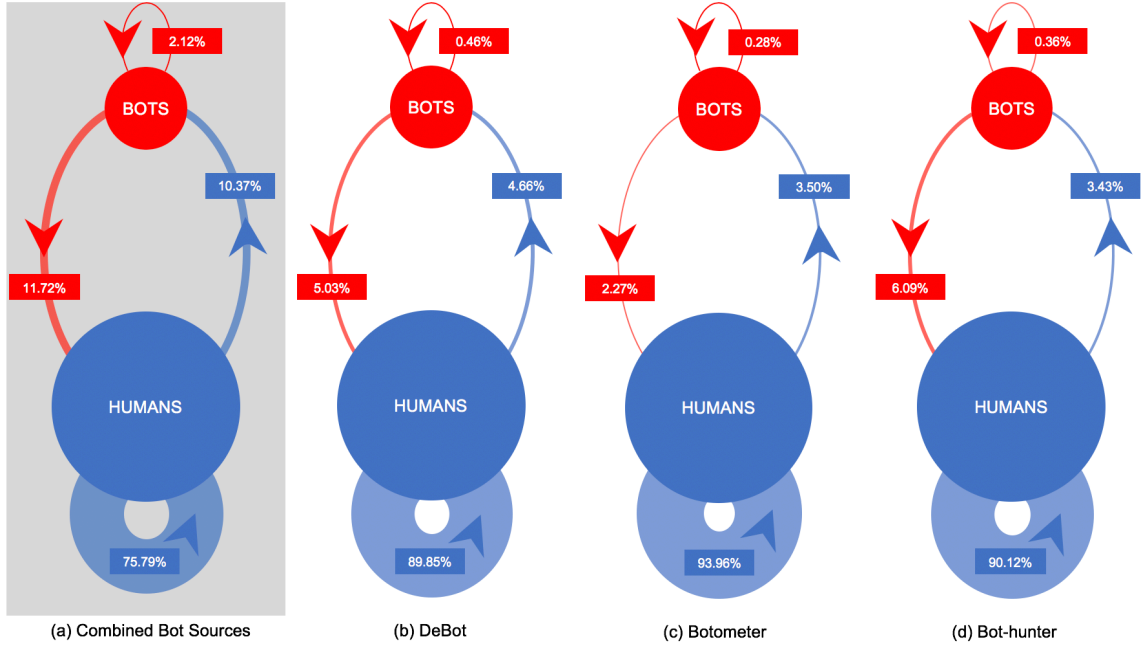 2.12%
BOTS
10.37%
11.72%
HUMANS
75.79%
(a) Combined Bot Sources
0.46%
BOTS
4.66%
5.03%
HUMANS
89.85%
(b) DeBot
0.28%
BOTS
3.50%
2.27%
HUMANS
93.96%
(c) Botometer
0.36%
BOTS
3.43%
6.09%
HUMANS
90.12%
(d) Bot-hunter